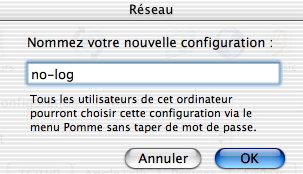 Réseau
Nommez votre nouvelle configuration :
no-log
Tous les utilisateurs de cet ordinateur
pourront choisir cette configuration via le
menu Pomme sans taper de mot de passe.
Annuler OK